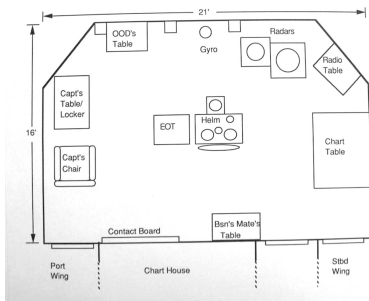 21'
OOD's
Table
Gyro
Radars
Radio
Table
Capt's
Table/
Locker
16'
Helm
EOT
Chart
Table
Capt's
Chair
Bsn's Mate's
Table
Contact Board
Port
Wing
Chart House
Stbd
Wing